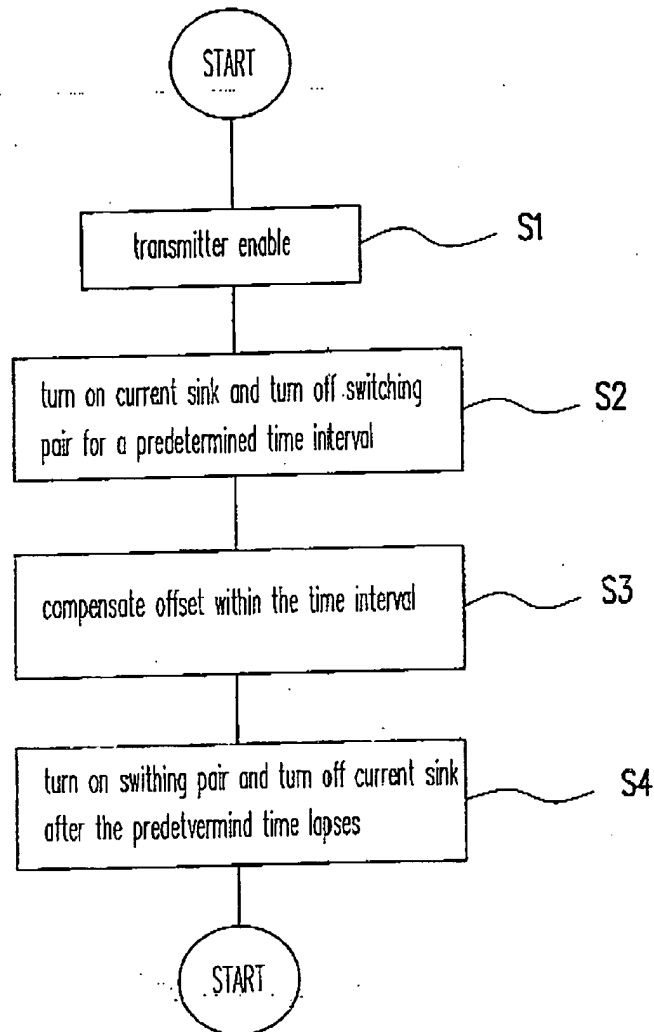 START
transmitter enable
S1
turn on current sink and turn off switching
pair for a predetermined time interval
S2
compensate offset within the time interval
S3
turn on swithing pair and turn off current sink
after the predetvermind time lapses
S4
START